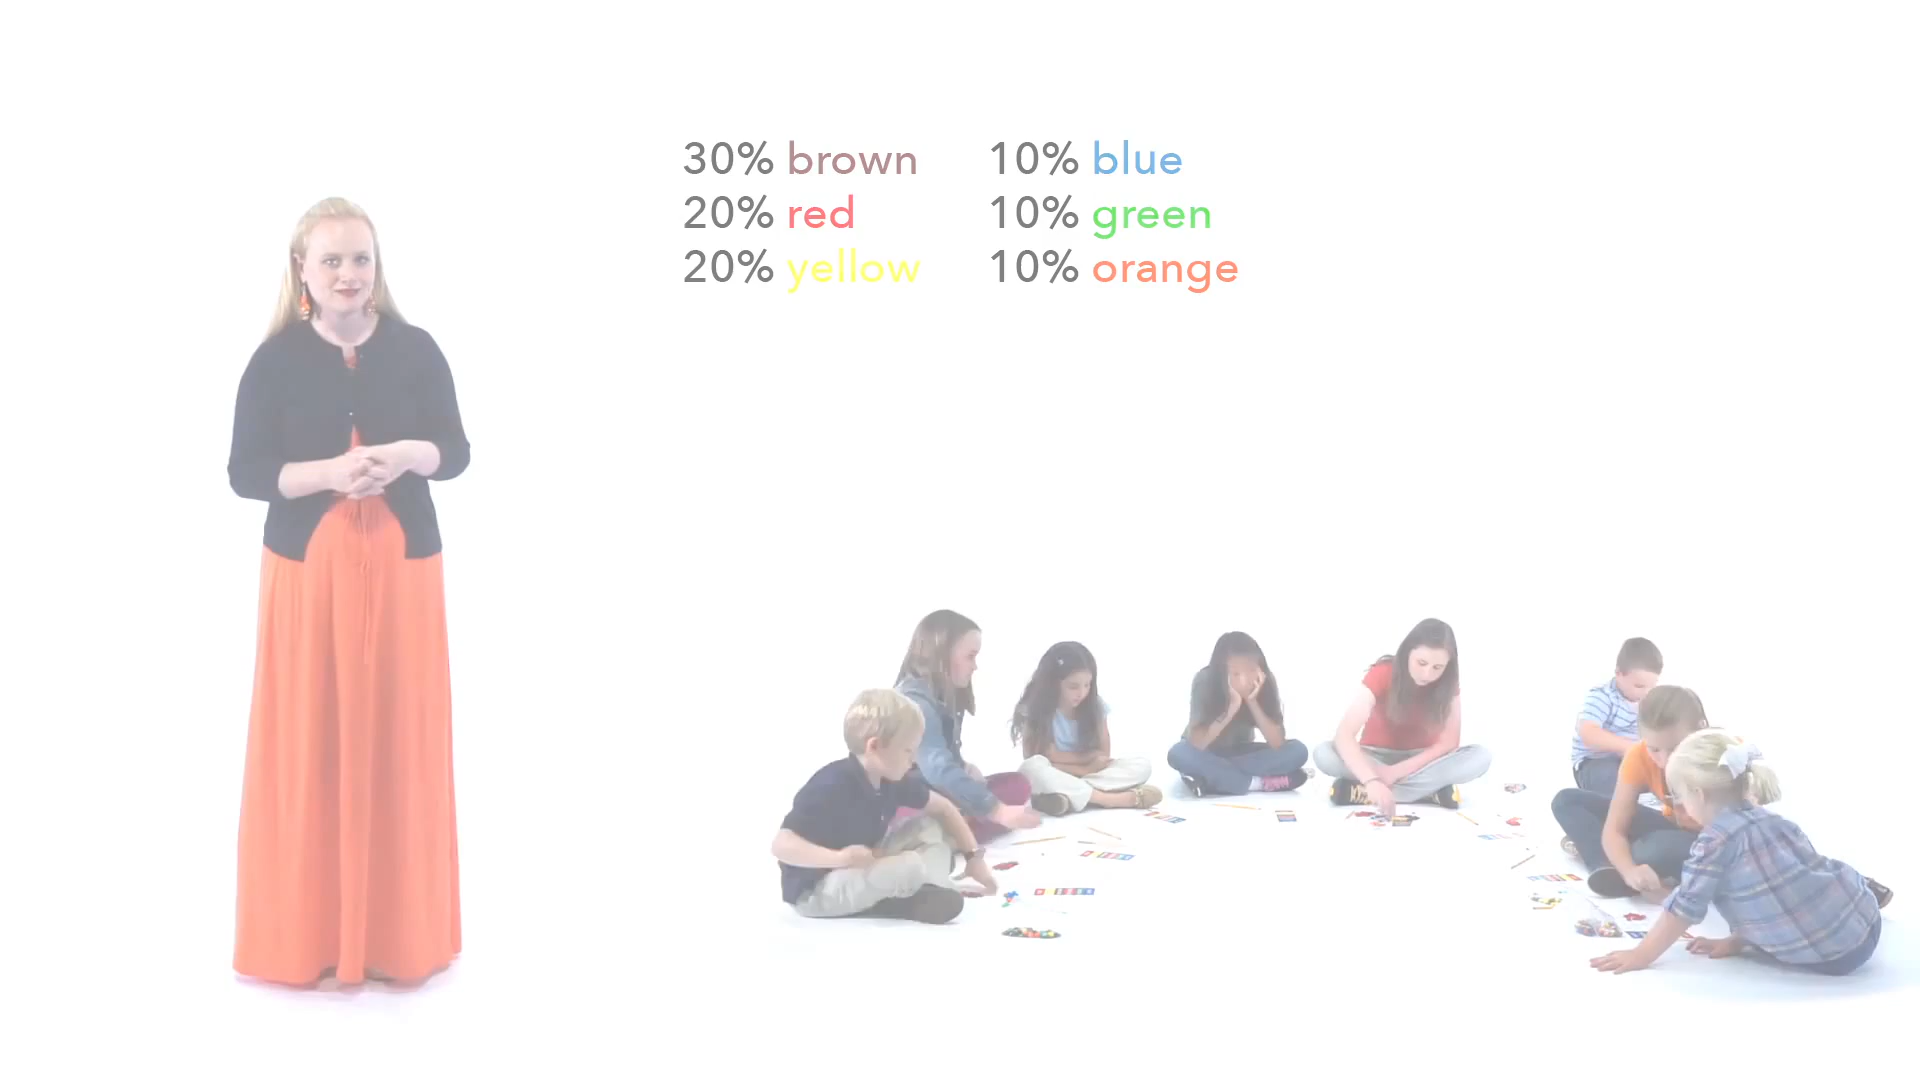 30% brown
20% red
20% yellow
10% blue
10% green
10% orange